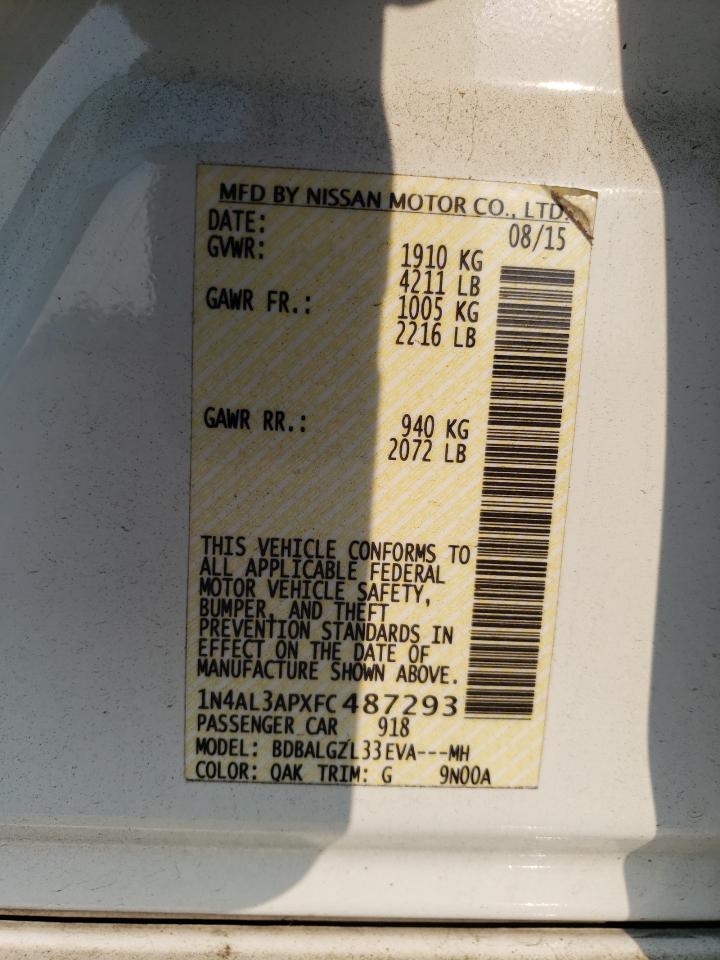 MFD BY NISSAN MOTOR CO., LTD.
DATE: 08/15
GVWR: 1910 KG
4211 LB
GAWR FR.: 1005 KG
2216 LB
GAWR RR.: 940 KG
2072 LB
THIS VEHICLE CONFORMS TO
ALL APPLICABLE FEDERAL
MOTOR VEHICLE SAFETY,
BUMPER, AND THEFT
PREVENTION STANDARDS IN
EFFECT ON THE DATE OF
MANUFACTURE SHOWN ABOVE.
1N4AL3APXFC487293
PASSENGER CAR 918
MODEL: BDBALGZL33EVA---MH
COLOR: QAK TRIM: G 9N00A